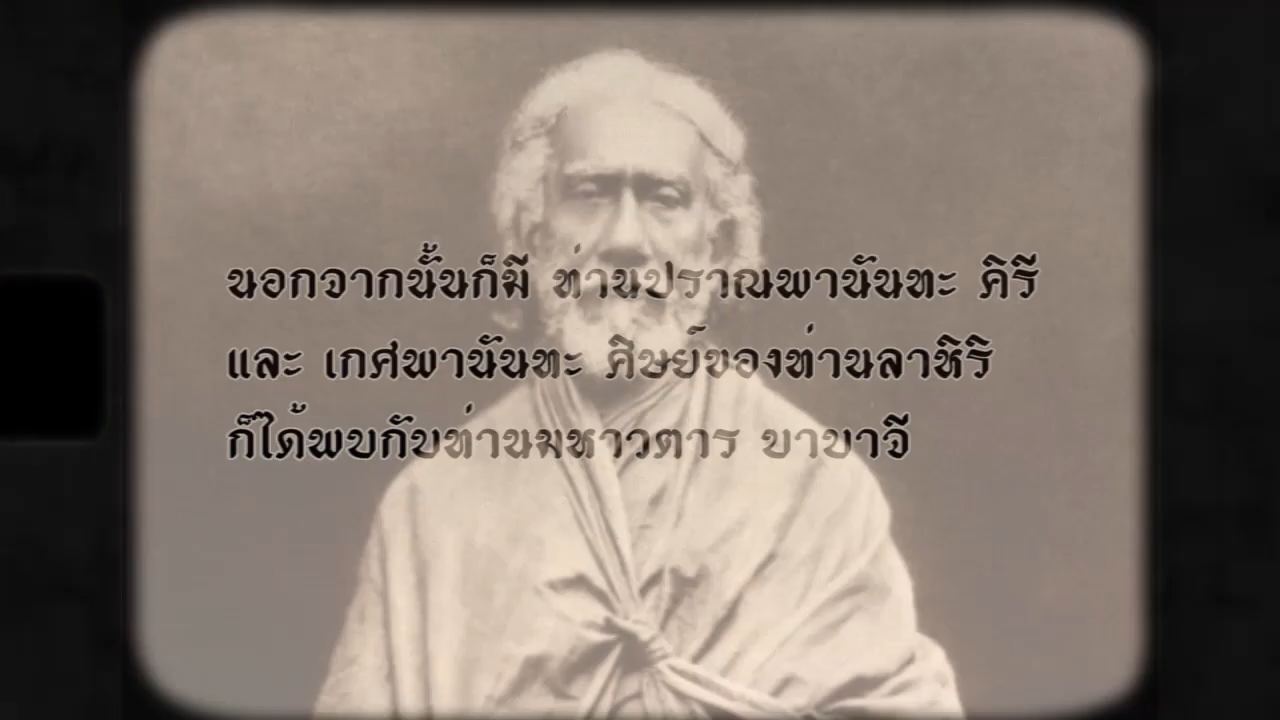 นอกจากนั้นก็มี ท่านปราณพานันทะ คิรี
และ เกศพานันทะ ศิษย์ของท่านลาหิริ
ก็ได้พบกับท่านมหาวตาร บาบาจี